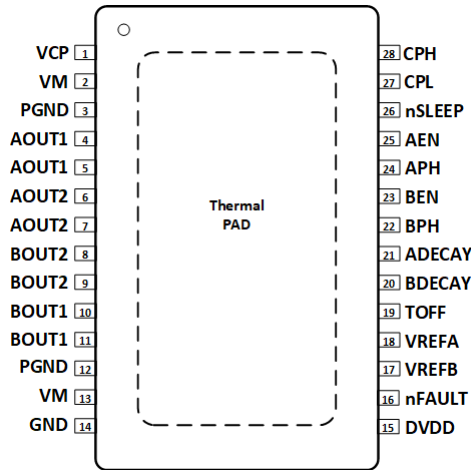 VCP 1
VM 2
PGND 3
AOUT1 4
AOUT1 5
AOUT2 6
AOUT2 7
BOUT2 8
BOUT2 9
BOUT1 10
BOUT1 11
PGND 12
VM 13
GND 14
Thermal
PAD
28 CPH
27 CPL
26 nSLEEP
25 AEN
24 APH
23 BEN
22 BPH
21 ADECAY
20 BDECAY
19 TOFF
18 VREFA
17 VREFB
16 nFAULT
15 DVDD